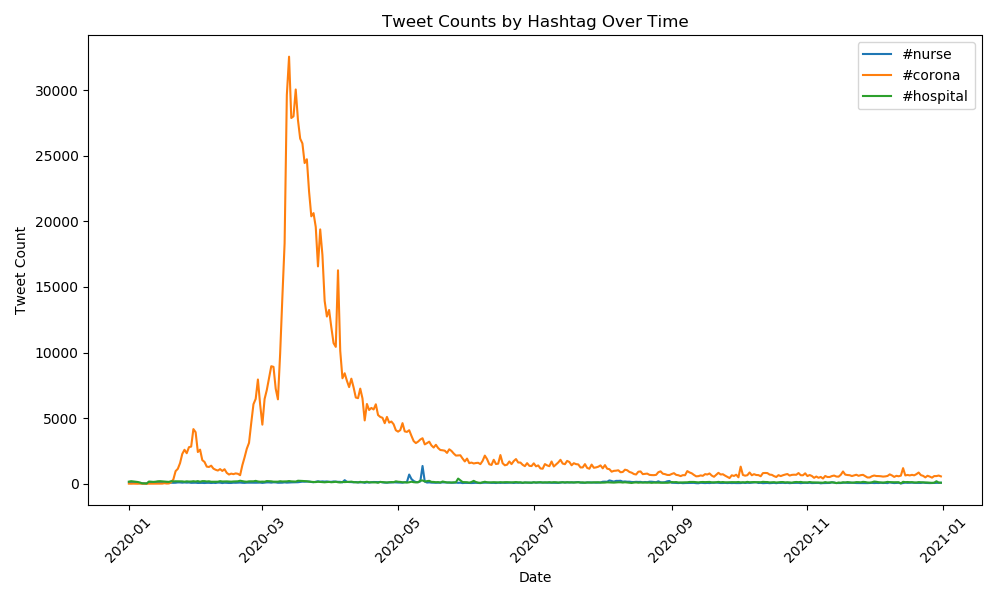 Tweet Counts by Hashtag Over Time
#nurse
#corona
#hospital
Tweet Count
30000
25000
20000
15000
10000
5000
0
2020-01
2020-03
2020-05
2020-07
2020-09
2020-11
2021-01
Date